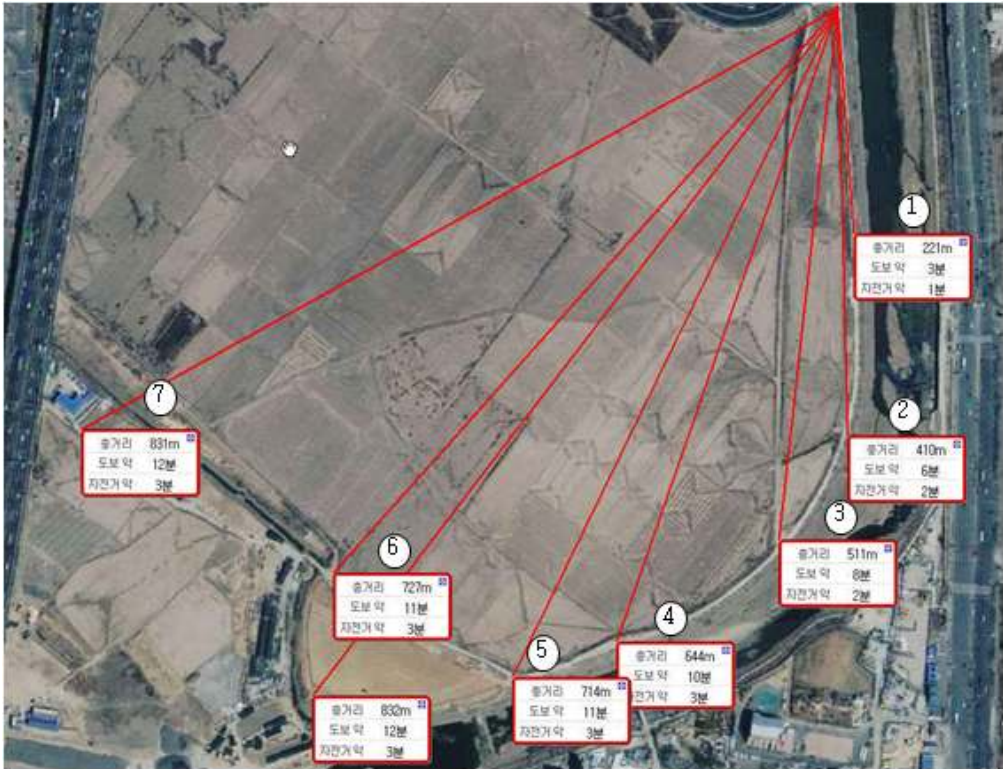 1
총거리 221m
도보 약 3분
자전거 약 1분
2
총거리 410m
도보 약 6분
자전거 약 2분
3
총거리 511m
도보 약 8분
자전거 약 2분
4
총거리 644m
도보 약 10분
자전거 약 3분
5
총거리 714m
도보 약 11분
자전거 약 3분
6
총거리 727m
도보 약 11분
자전거 약 3분
총거리 832m
도보 약 12분
자전거 약 3분
7
총거리 831m
도보 약 12분
자전거 약 3분